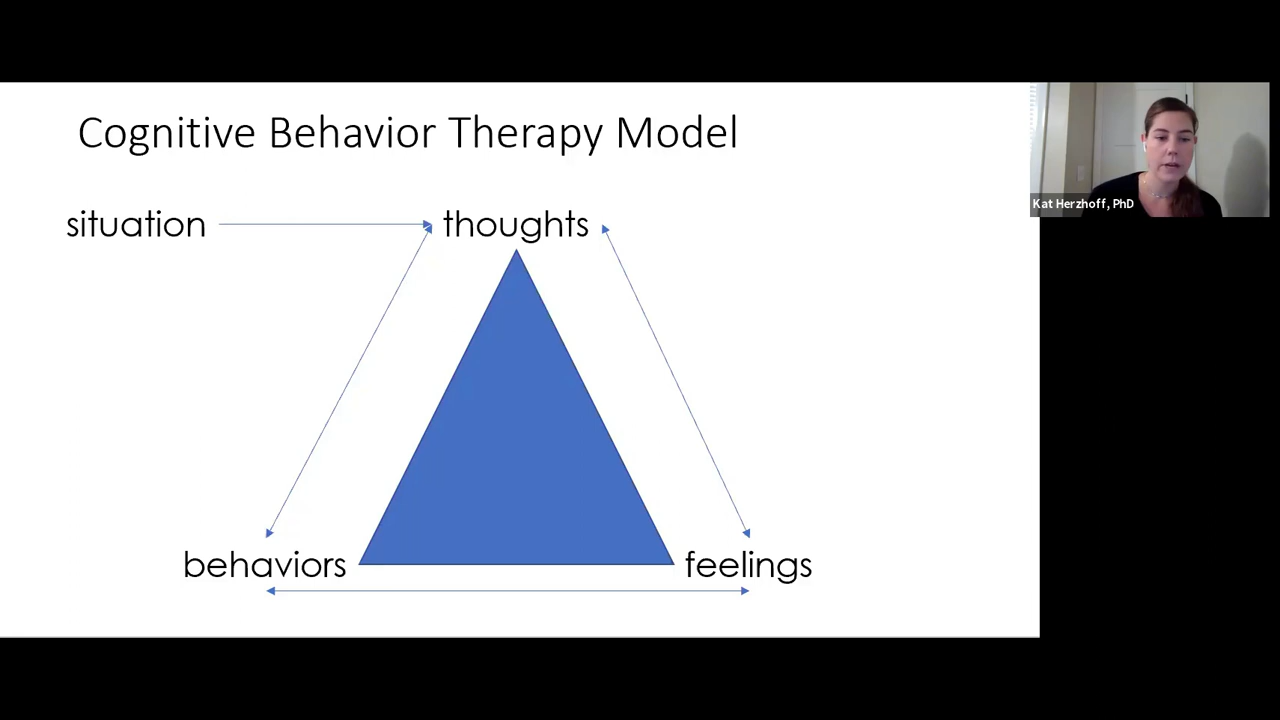 Cognitive Behavior Therapy Model
situation
thoughts
behaviors
feelings
Kat Herzhoff, PhD